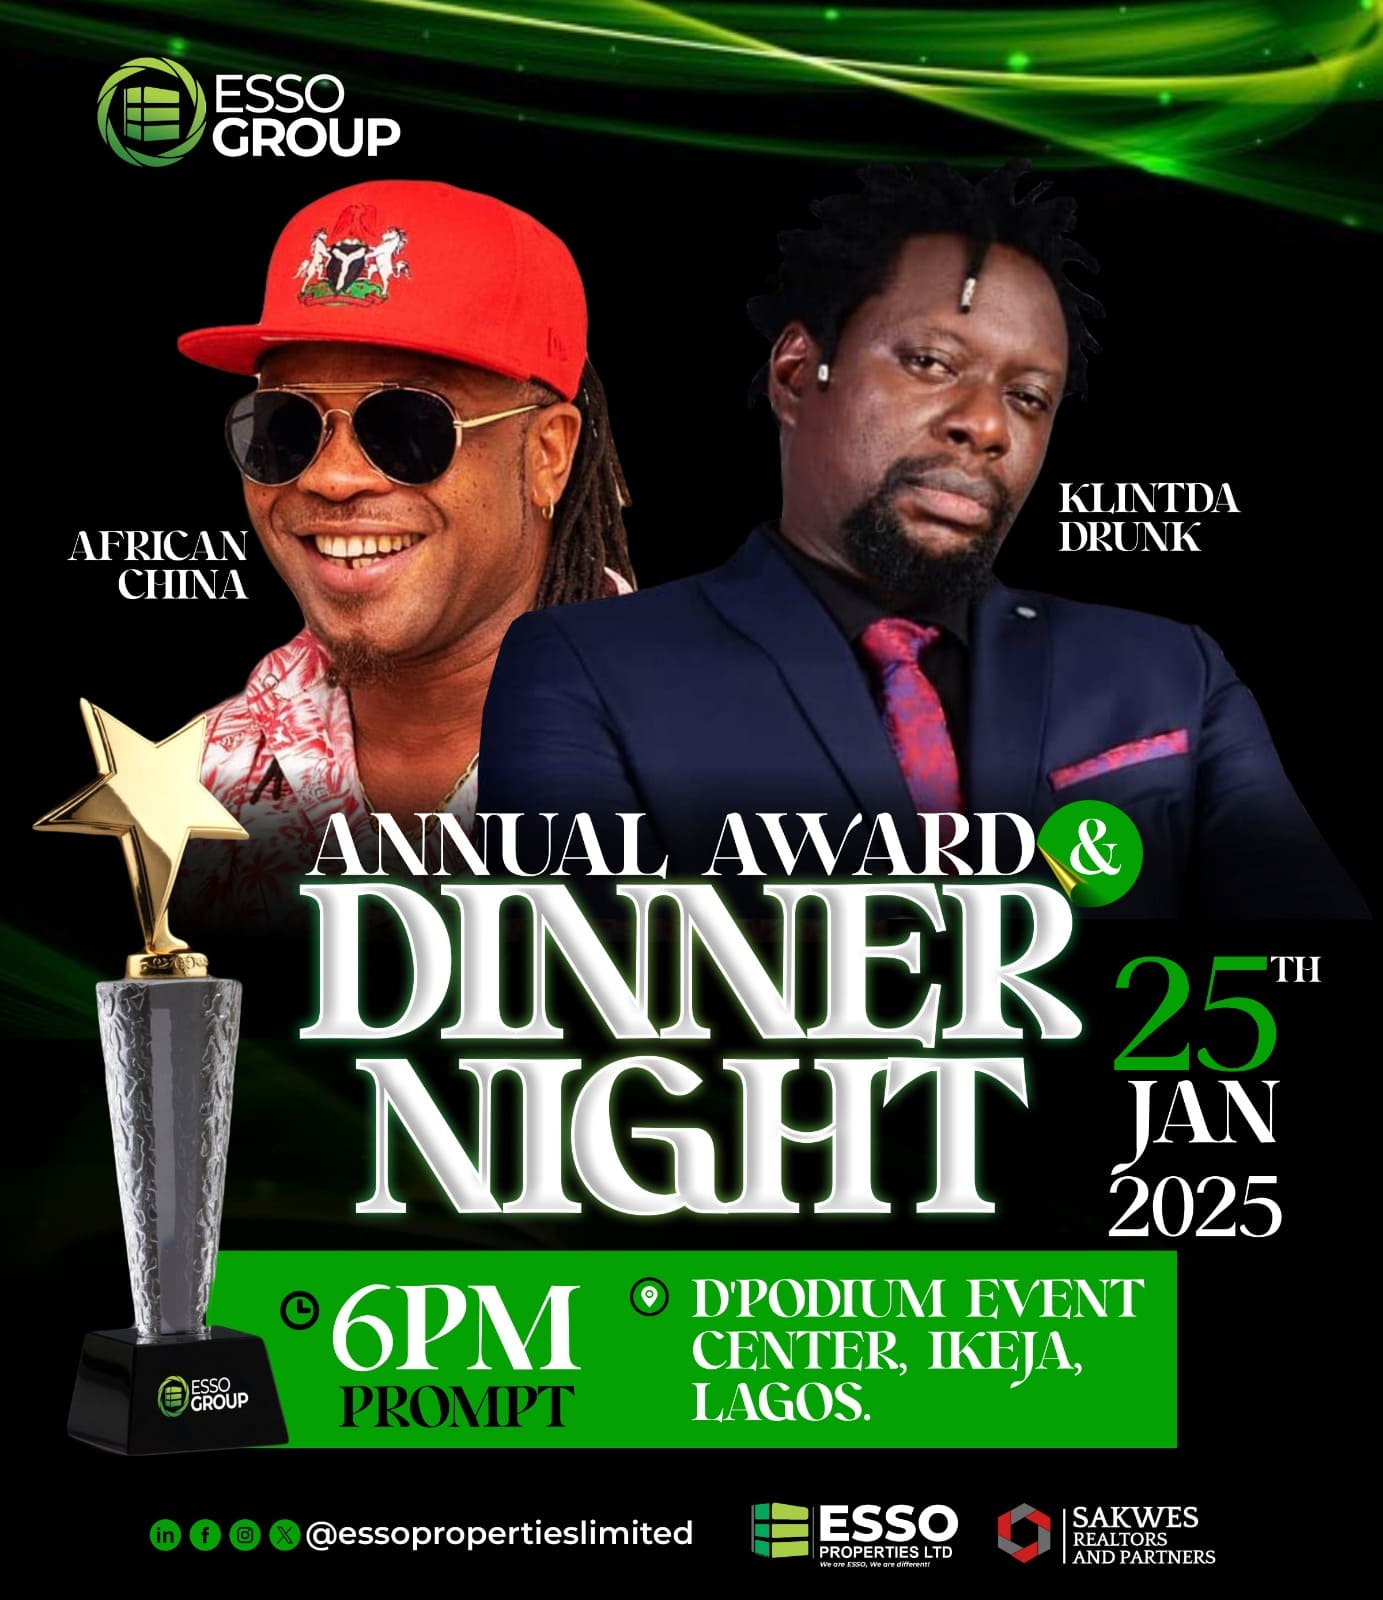 ESSO
GROUP
AFRICAN
CHINA
KLINTDA
DRUNK
ANNUAL AWARD &
DINNER
NIGHT
25TH
JAN
2025
6PM
PROMPT
D'PODIUM EVENT
CENTER, IKEJA,
LAGOS.
ESSO
GROUP
in f X @essopropertieslimited
ESSO
PROPERTIES LTD
We are ESSO, We are different!
SAKWES
REALTORS
AND PARTNERS